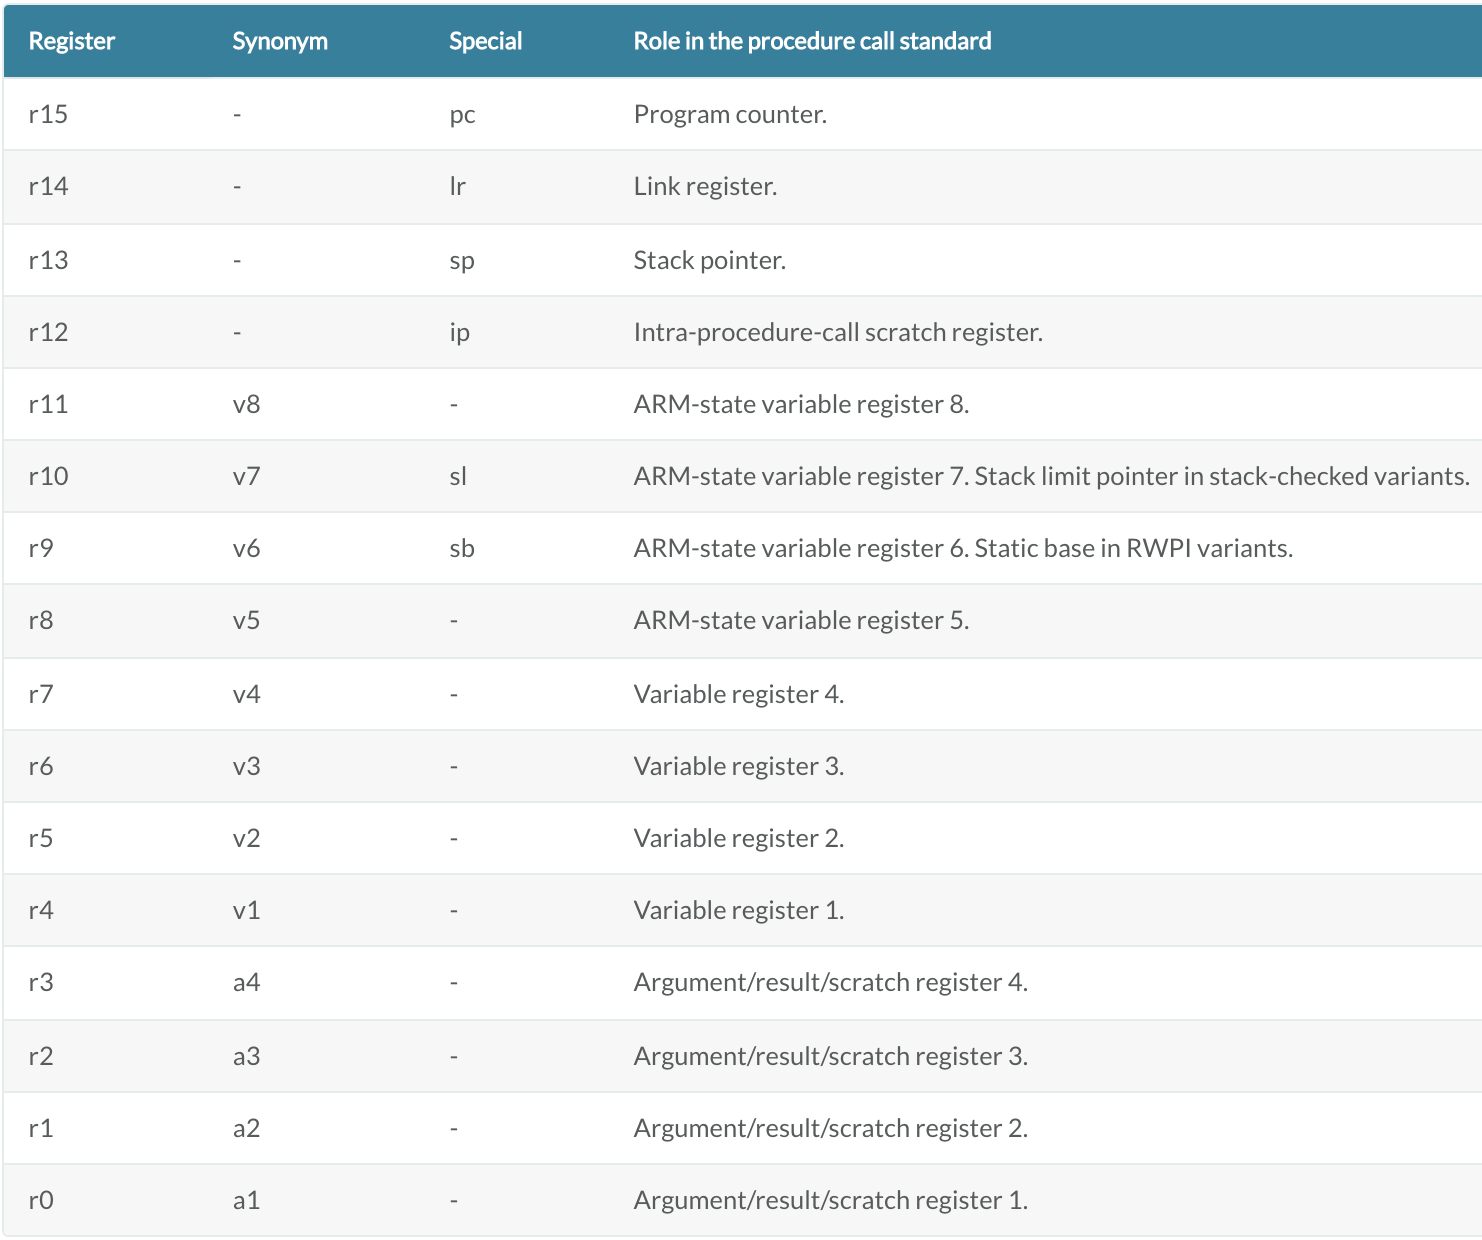 Register Synonym Special Role in the procedure call standard
r15 - pc Program counter.
r14 - lr Link register.
r13 - sp Stack pointer.
r12 - ip Intra-procedure-call scratch register.
r11 v8 - ARM-state variable register 8.
r10 v7 sl ARM-state variable register 7. Stack limit pointer in stack-checked variants.
r9 v6 sb ARM-state variable register 6. Static base in RWPI variants.
r8 v5 - ARM-state variable register 5.
r7 v4 - Variable register 4.
r6 v3 - Variable register 3.
r5 v2 - Variable register 2.
r4 v1 - Variable register 1.
r3 a4 - Argument/result/scratch register 4.
r2 a3 - Argument/result/scratch register 3.
r1 a2 - Argument/result/scratch register 2.
r0 a1 - Argument/result/scratch register 1.